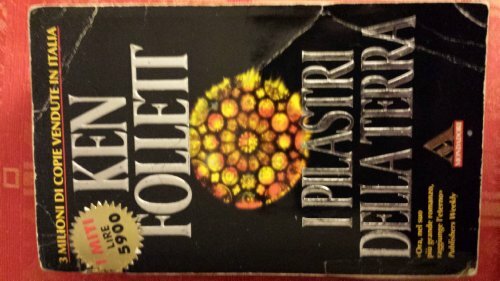 3 MILIONI DI COPIE VENDUTE IN ITALIA
KEN
FOLLETT
I MITI
LIRE
5900
I PILASTRI
DELLA TERRA
«Ora, nel suo
più grande romanzo,
raggiunge l'eterno»
Publishers Weekly
MONDADORI